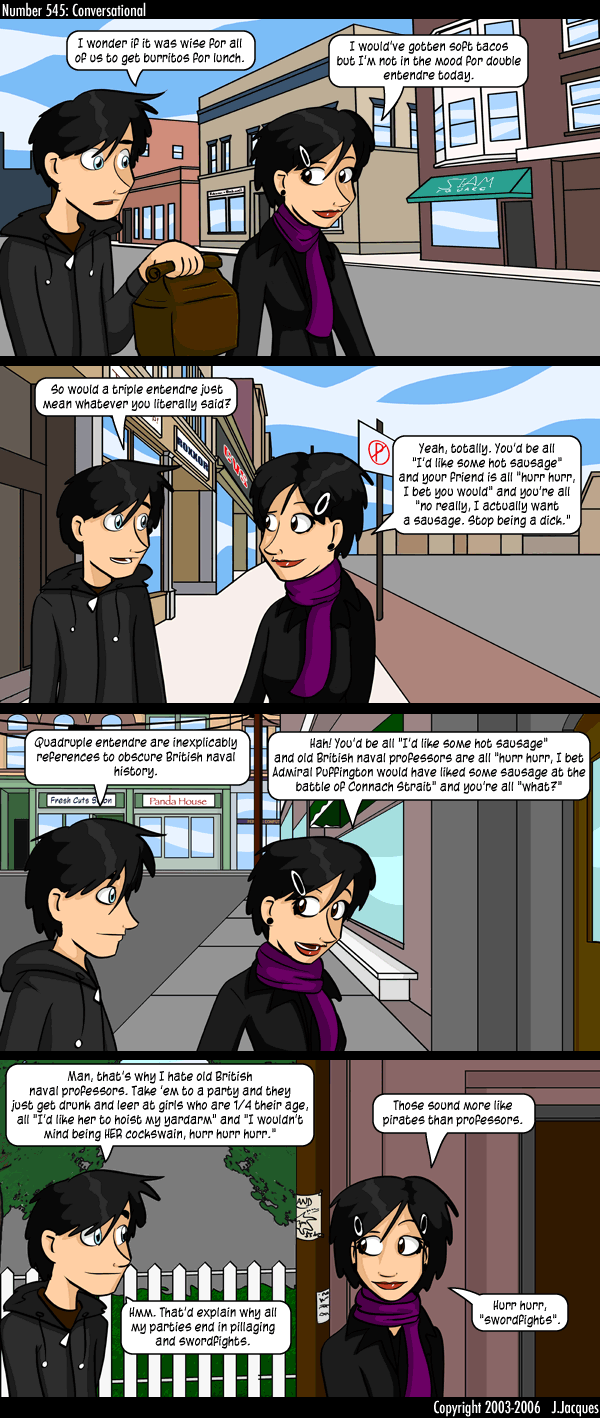 Number 545: Conversational
I wonder if it was wise for all
of us to get burritos for lunch.
I would've gotten soft tacos
but I'm not in the mood for double
entendre today.
SIAM
SQUARE
So would a triple entendre just
mean whatever you literally said?
Yeah, totally. You'd be all
"I'd like some hot sausage"
and your friend is all "hurr hurr,
I bet you would" and you're all
"no really, I actually want
a sausage. Stop being a dick."
ROXXOR
P
Quadruple entendre are inexplicably
references to obscure British naval
history.
Hah! You'd be all "I'd like some hot sausage"
and old British naval professors are all "hurr hurr, I bet
Admiral Puffington would have liked some sausage at the
battle of Connach Strait" and you're all "what?"
Fresh Cuts Salon
Panda House
Man, that's why I hate old British
naval professors. Take 'em to a party and they
just get drunk and leer at girls who are 1/4 their age,
all "I'd like her to hoist my yardarm" and "I wouldn't
mind being HER cockswain, hurr hurr hurr."
Those sound more like
pirates than professors.
Hmm. That'd explain why all
my parties end in pillaging
and swordfights.
Hurr hurr,
"swordfights".
Copyright 2003-2006 J.Jacques